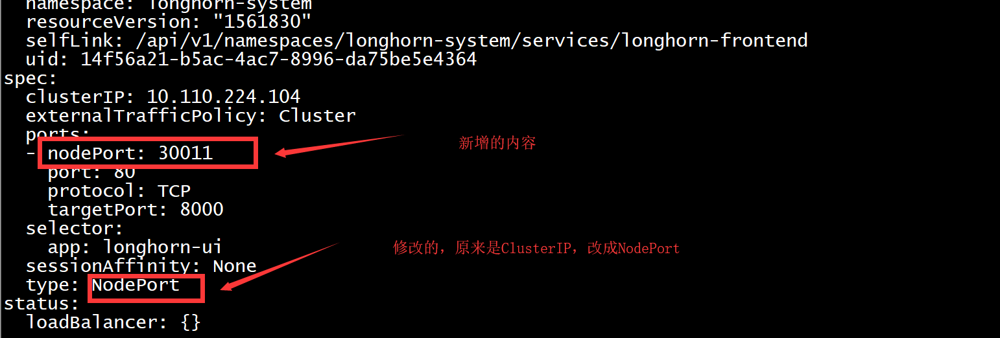 namespace: longhorn-system
resourceVersion: "1561830"
selfLink: /api/v1/namespaces/longhorn-system/services/longhorn-frontend
uid: 14f56a21-b5ac-4ac7-8996-da75be5e4364
spec:
clusterIP: 10.110.224.104
externalTrafficPolicy: Cluster
ports:
- nodePort: 30011
新增的内容
port: 80
protocol: TCP
targetPort: 8000
selector:
app: longhorn-ui
修改的，原来是ClusterIP，改成NodePort
sessionAffinity: None
type: NodePort
status:
loadBalancer: {}